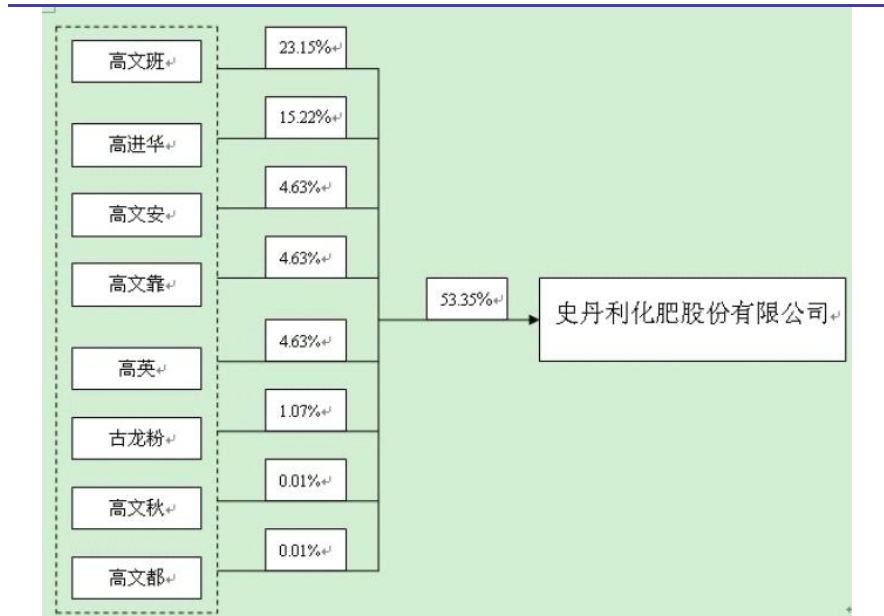 高文班
23.15%
高进华
15.22%
高文安
4.63%
高文靠
4.63%
53.35%
史丹利化肥股份有限公司
高英
4.63%
古龙粉
1.07%
高文秋
0.01%
高文都
0.01%